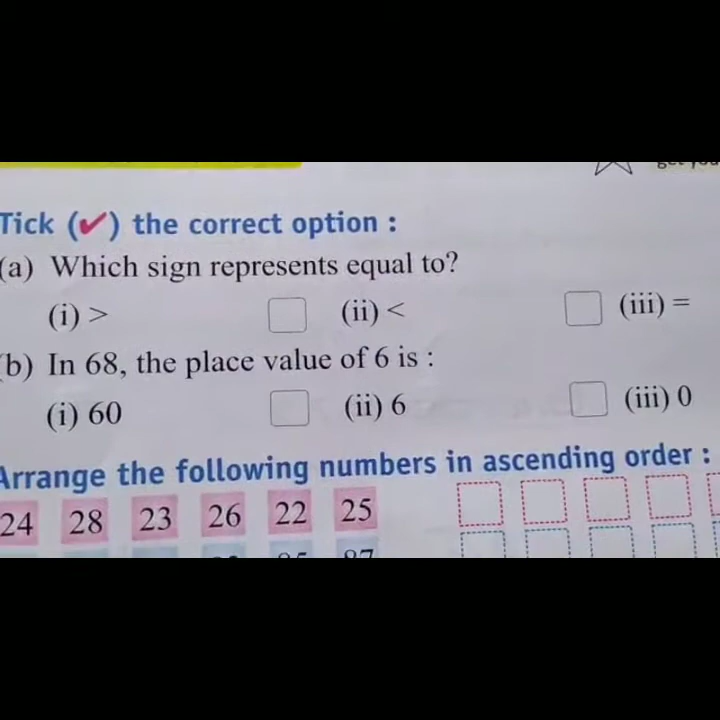 Tick (✔) the correct option :
(a) Which sign represents equal to?
(i) > (ii) < (iii) =
(b) In 68, the place value of 6 is :
(i) 60 (ii) 6 (iii) 0
Arrange the following numbers in ascending order :
24 28 23 26 22 25